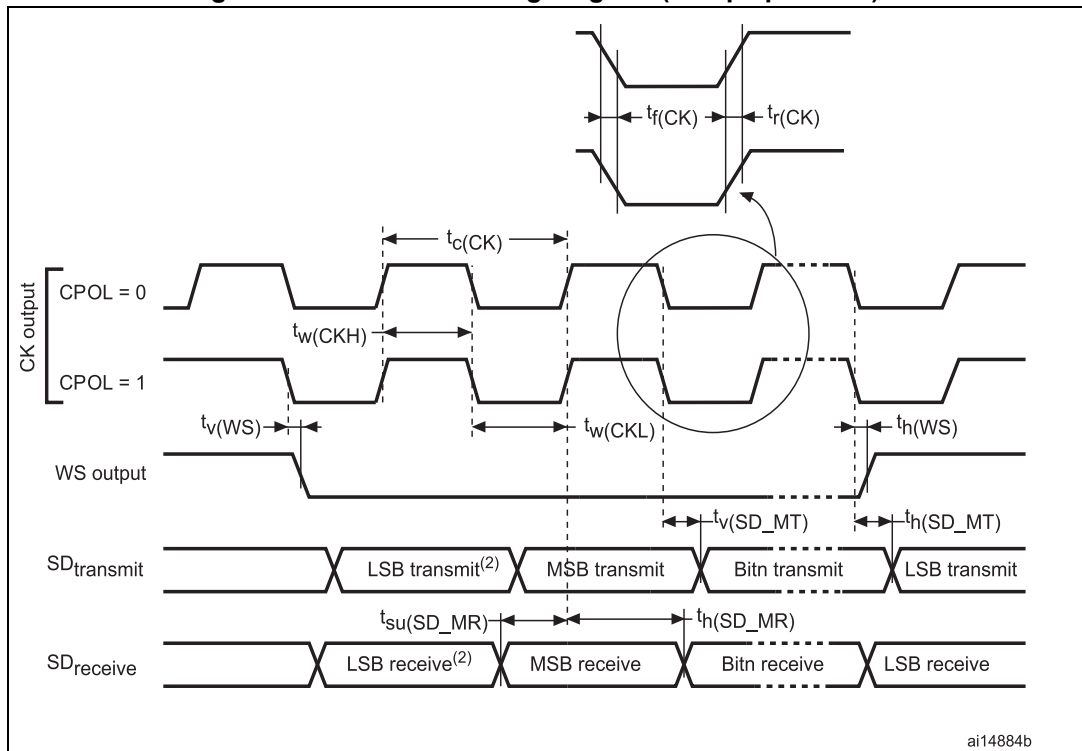 tf(CK)
tr(CK)
tc(CK)
CK output
CPOL = 0
tw(CKH)
CPOL = 1
tv(WS)
tw(CKL)
th(WS)
WS output
tv(SD_MT)
th(SD_MT)
SDtransmit
LSB transmit(2)
MSB transmit
Bitn transmit
LSB transmit
tsu(SD_MR)
th(SD_MR)
SDreceive
LSB receive(2)
MSB receive
Bitn receive
LSB receive
ai14884b